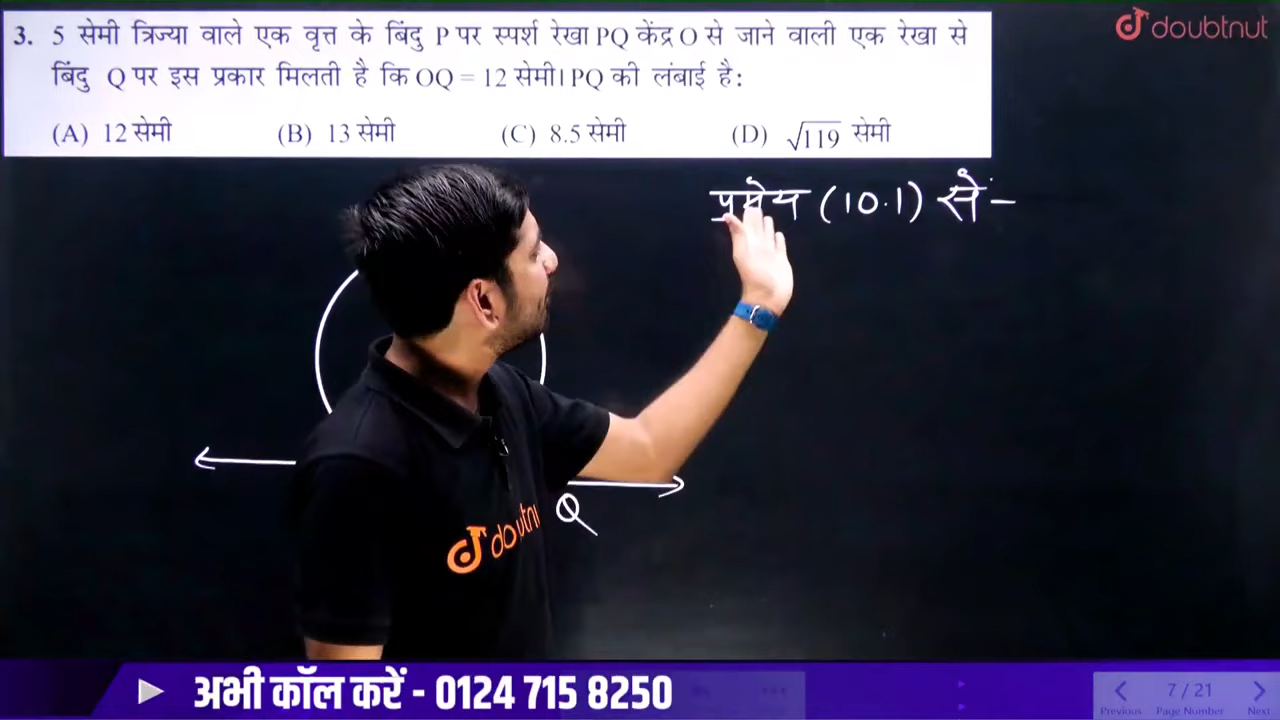 3. 5 सेमी त्रिज्या वाले एक वृत्त के बिंदु P पर स्पर्श रेखा PQ केंद्र O से जाने वाली एक रेखा से
बिंदु Q पर इस प्रकार मिलती है कि OQ = 12 सेमी। PQ की लंबाई है:
(A) 12 सेमी (B) 13 सेमी (C) 8.5 सेमी (D) √119 सेमी
doubtnut
प्रमेय (10.1) से –
Q
doubtnu
अभी कॉल करें - 0124 715 8250
7 / 21
Previous Page Number Next